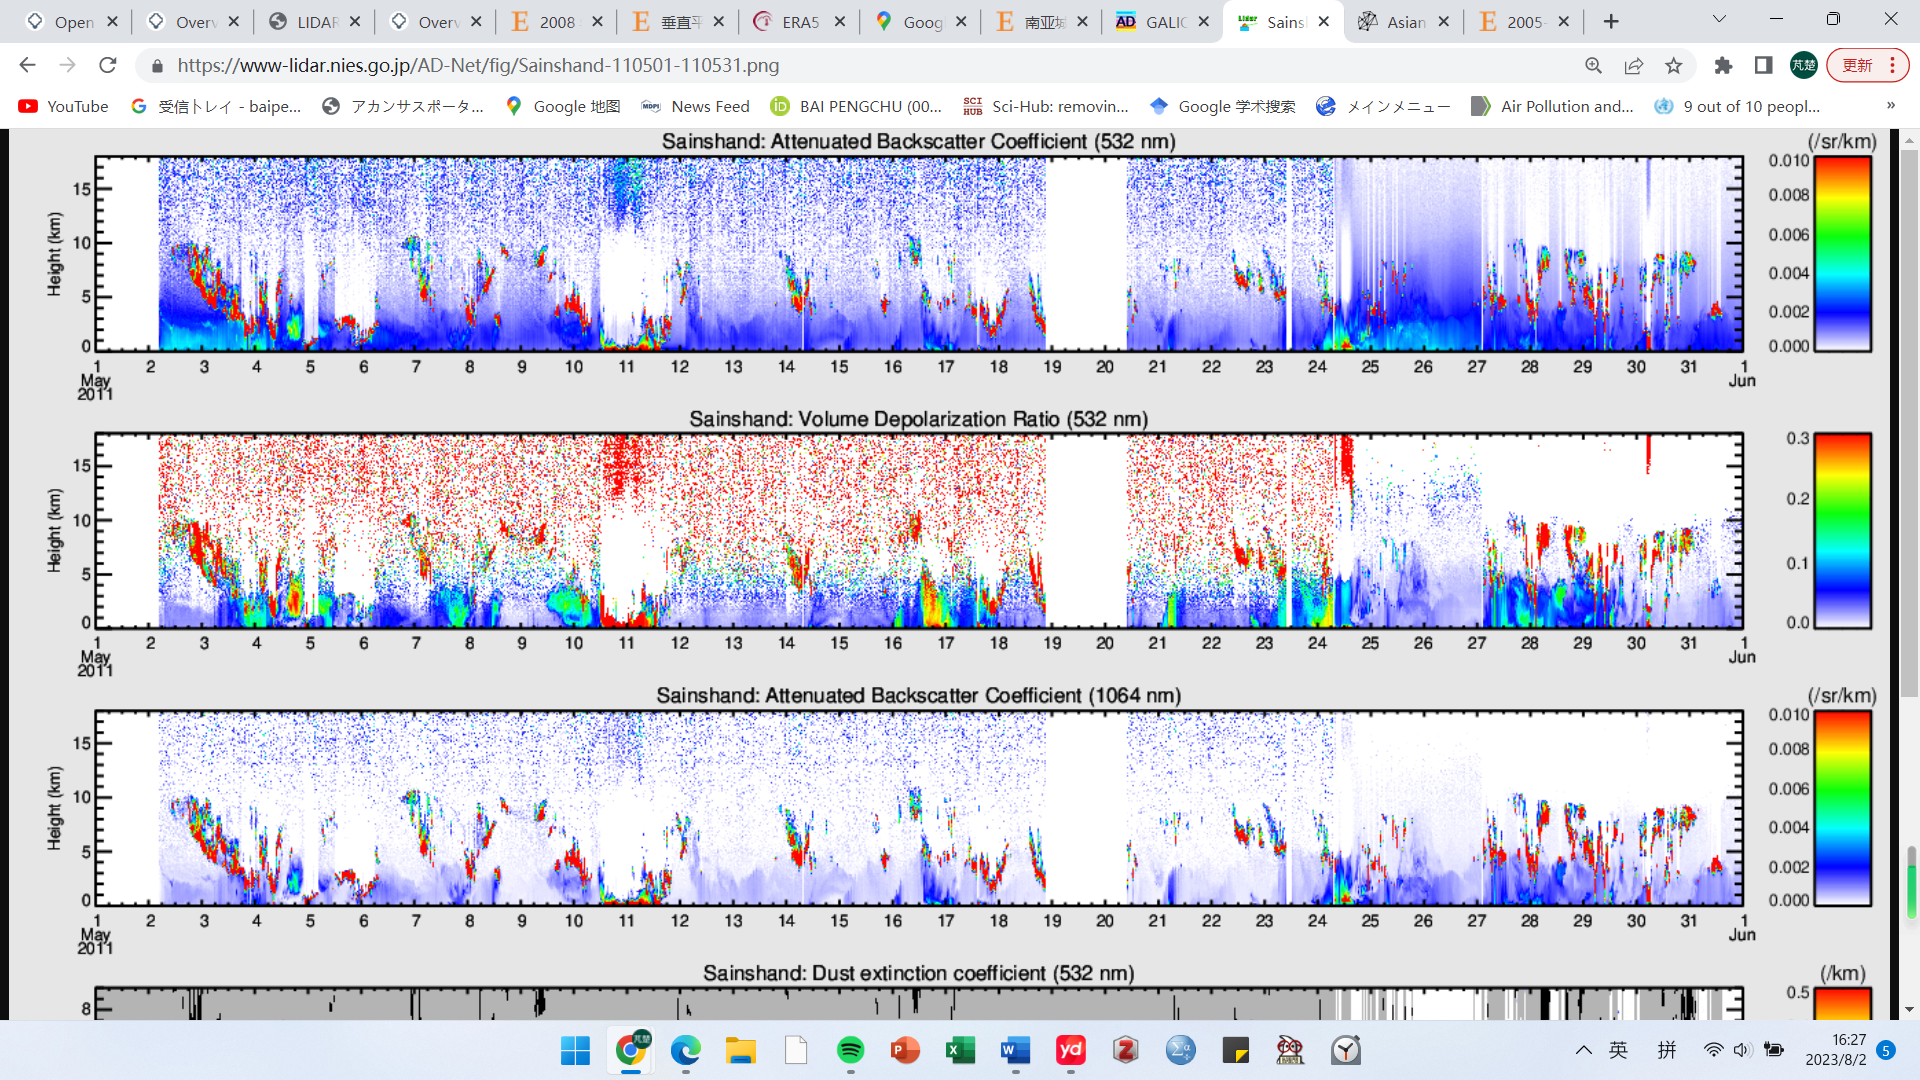 Open
Overv
LIDAR
Overv
2008
垂直平
ERA5
Goog
南亚城
GALIC
Sainsh
Asian
2005-
https://www-lidar.nies.go.jp/AD-Net/fig/Sainshand-110501-110531.png
芃楚
更新
YouTube
受信トレイ - baipe...
アカンサスポータ...
Google 地图
News Feed
BAI PENGCHU (00...
Sci-Hub: removin...
Google 学术搜索
メインメニュー
Air Pollution and...
9 out of 10 peopl...
»
Sainshand: Attenuated Backscatter Coefficient (532 nm)
(/sr/km)
Height (km)
15
10
5
0
0.010
0.008
0.006
0.004
0.002
0.000
1 2 3 4 5 6 7 8 9 10 11 12 13 14 15 16 17 18 19 20 21 22 23 24 25 26 27 28 29 30 31 1
May Jun
2011
Sainshand: Volume Depolarization Ratio (532 nm)
Height (km)
15
10
5
0
0.3
0.2
0.1
0.0
1 2 3 4 5 6 7 8 9 10 11 12 13 14 15 16 17 18 19 20 21 22 23 24 25 26 27 28 29 30 31 1
May Jun
2011
Sainshand: Attenuated Backscatter Coefficient (1064 nm)
(/sr/km)
Height (km)
15
10
5
0
0.010
0.008
0.006
0.004
0.002
0.000
1 2 3 4 5 6 7 8 9 10 11 12 13 14 15 16 17 18 19 20 21 22 23 24 25 26 27 28 29 30 31 1
May Jun
2011
Sainshand: Dust extinction coefficient (532 nm)
(/km)
8
0.5
英
拼
16:27
2023/8/2
5